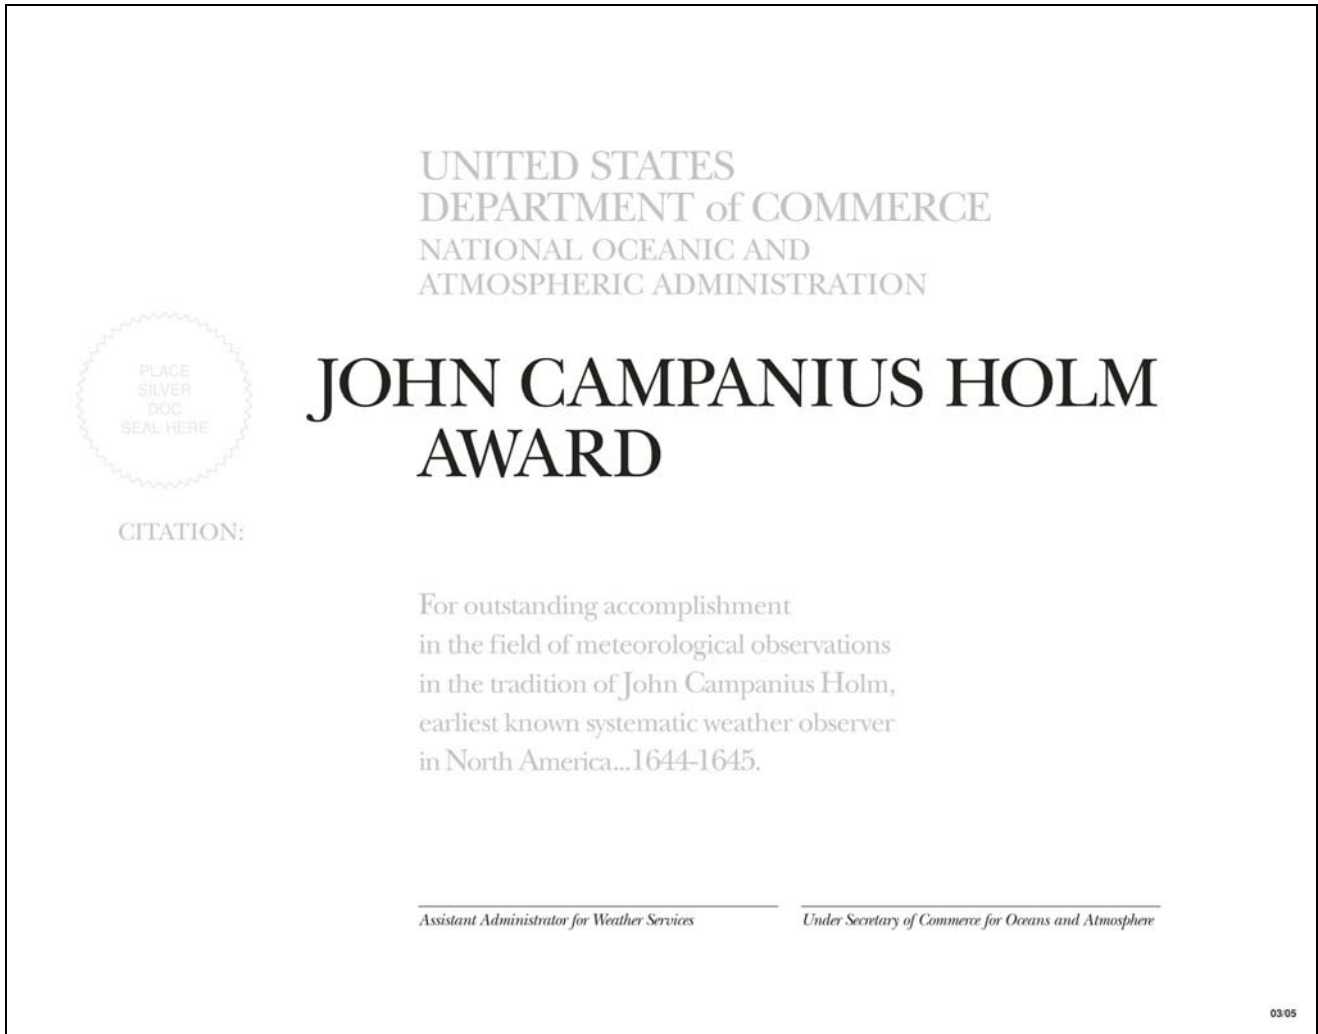 UNITED STATES
DEPARTMENT of COMMERCE
NATIONAL OCEANIC AND
ATMOSPHERIC ADMINISTRATION
PLACE
SILVER
DOC
SEAL HERE
JOHN CAMPANIUS HOLM
AWARD
CITATION:
For outstanding accomplishment
in the field of meteorological observations
in the tradition of John Campanius Holm,
earliest known systematic weather observer
in North America...1644-1645.
Assistant Administrator for Weather Services
Under Secretary of Commerce for Oceans and Atmosphere
03/05